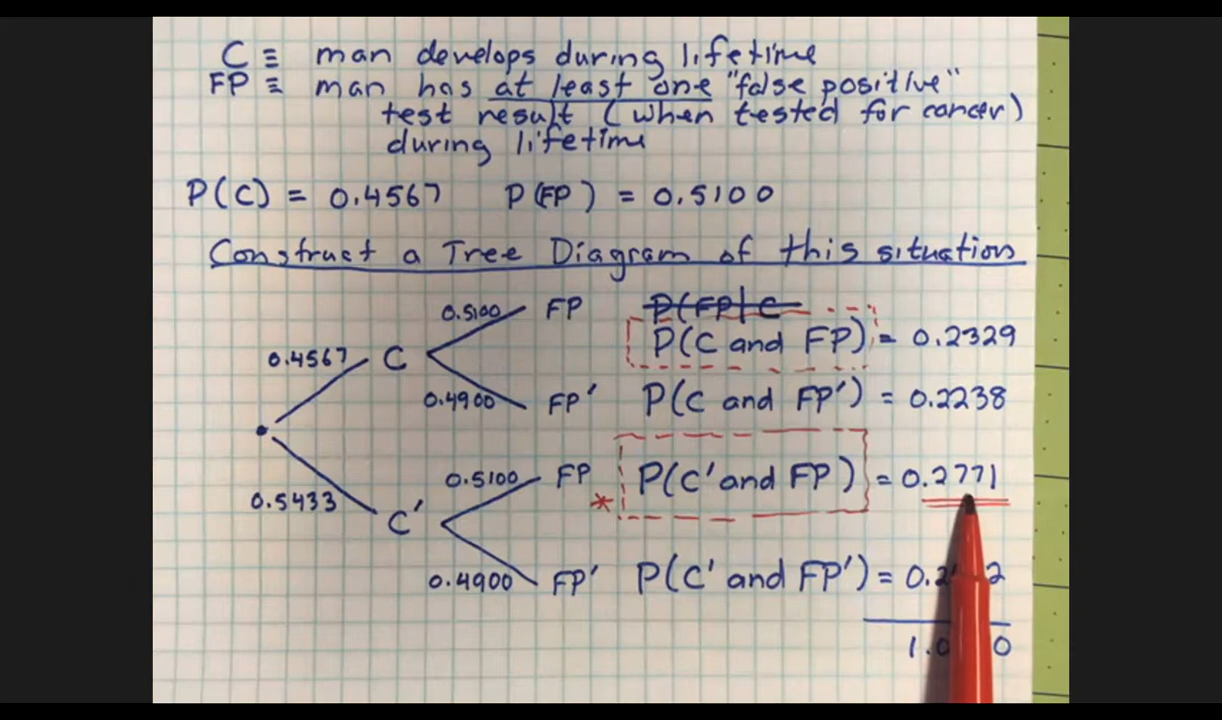 C ≡ man develops during lifetime
FP ≡ man has at least one "false positive"
test result (when tested for cancer)
during lifetime
P(C) = 0.4567 P(FP) = 0.5100
Construct a Tree Diagram of this situation
0.5100 FP P(FP|C
0.4567 C P(C and FP) = 0.2329
0.4900 FP' P(C and FP') = 0.2238
0.5100 FP * P(C' and FP) = 0.2771
0.5433 C'
0.4900 FP' P(C' and FP') =